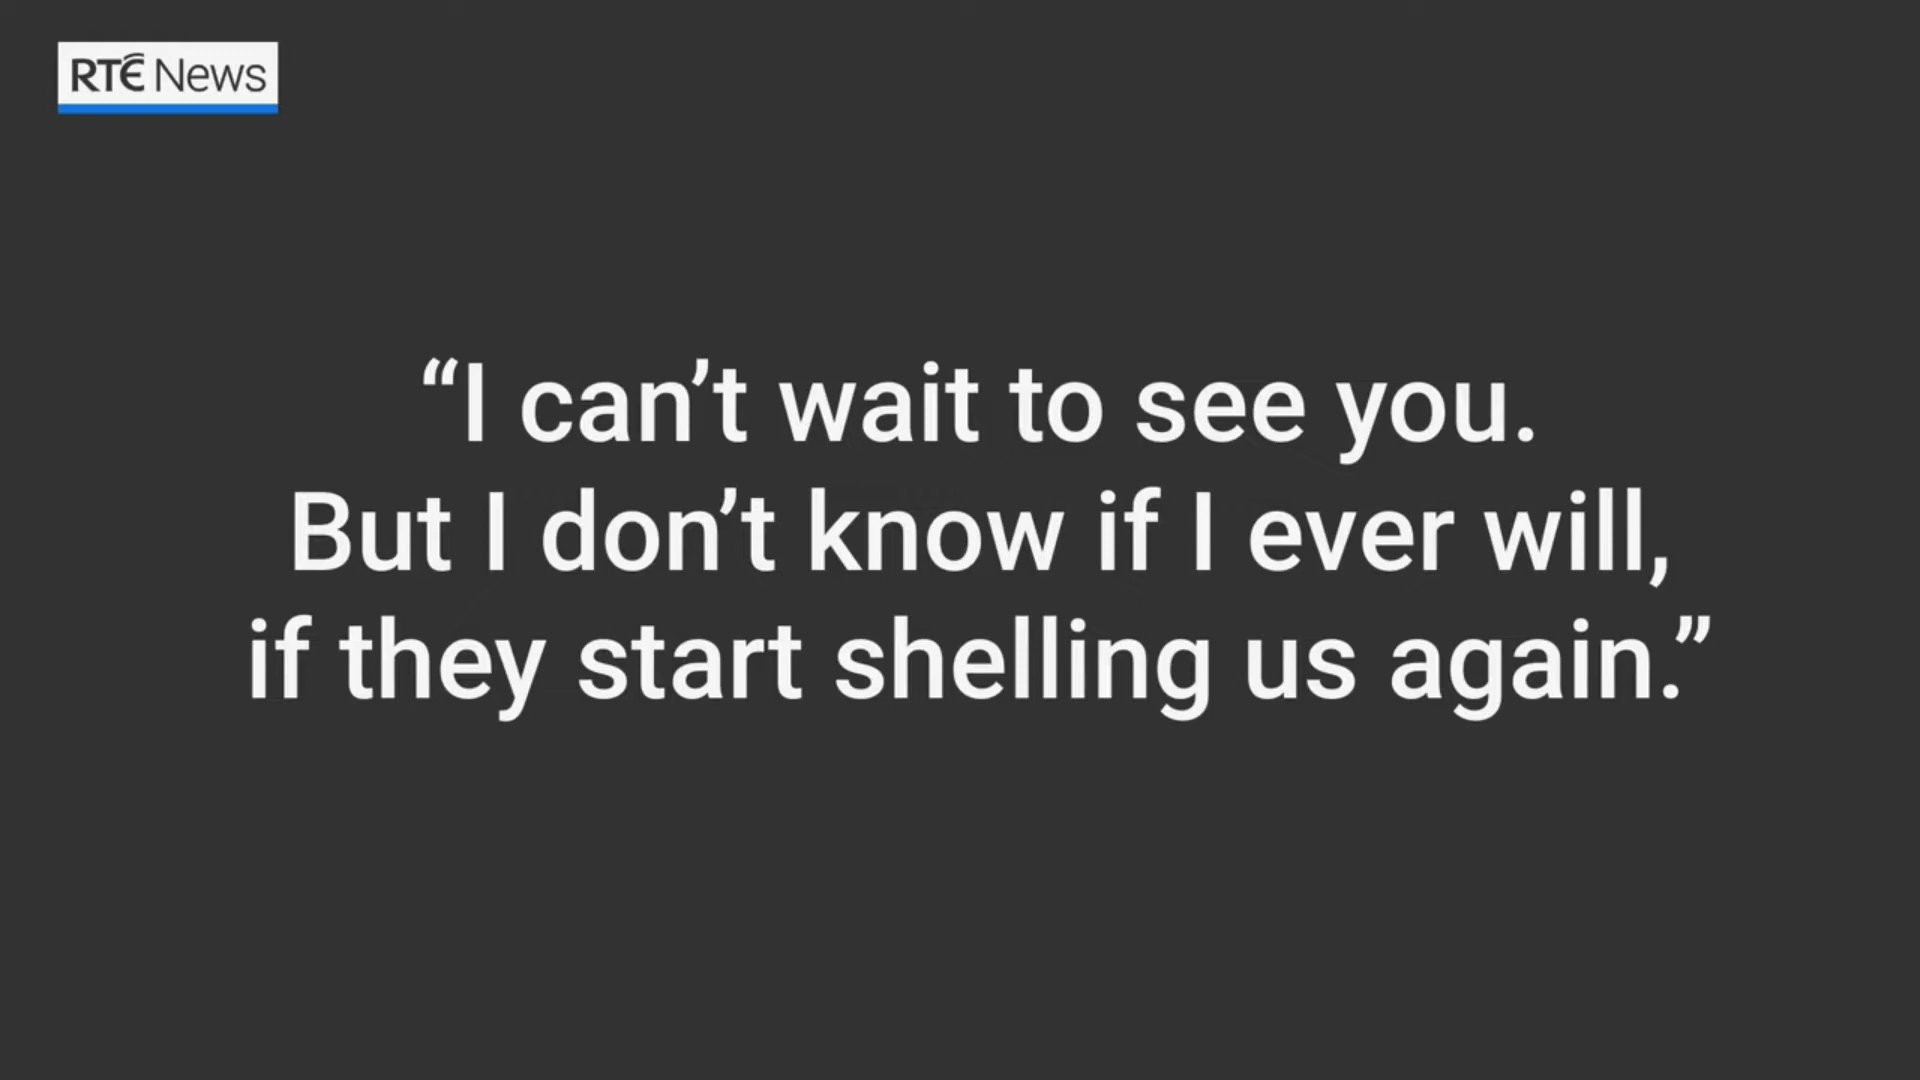 RTÉ News
“I can’t wait to see you.
But I don’t know if I ever will,
if they start shelling us again.”